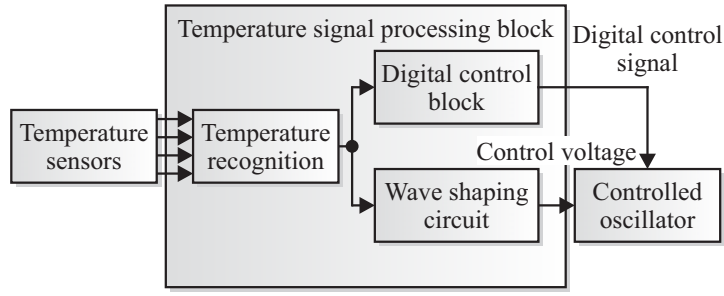 Temperature signal processing block
Digital control
signal
Digital control
block
Temperature
sensors
Temperature
recognition
Control voltage
Wave shaping
circuit
Controlled
oscillator